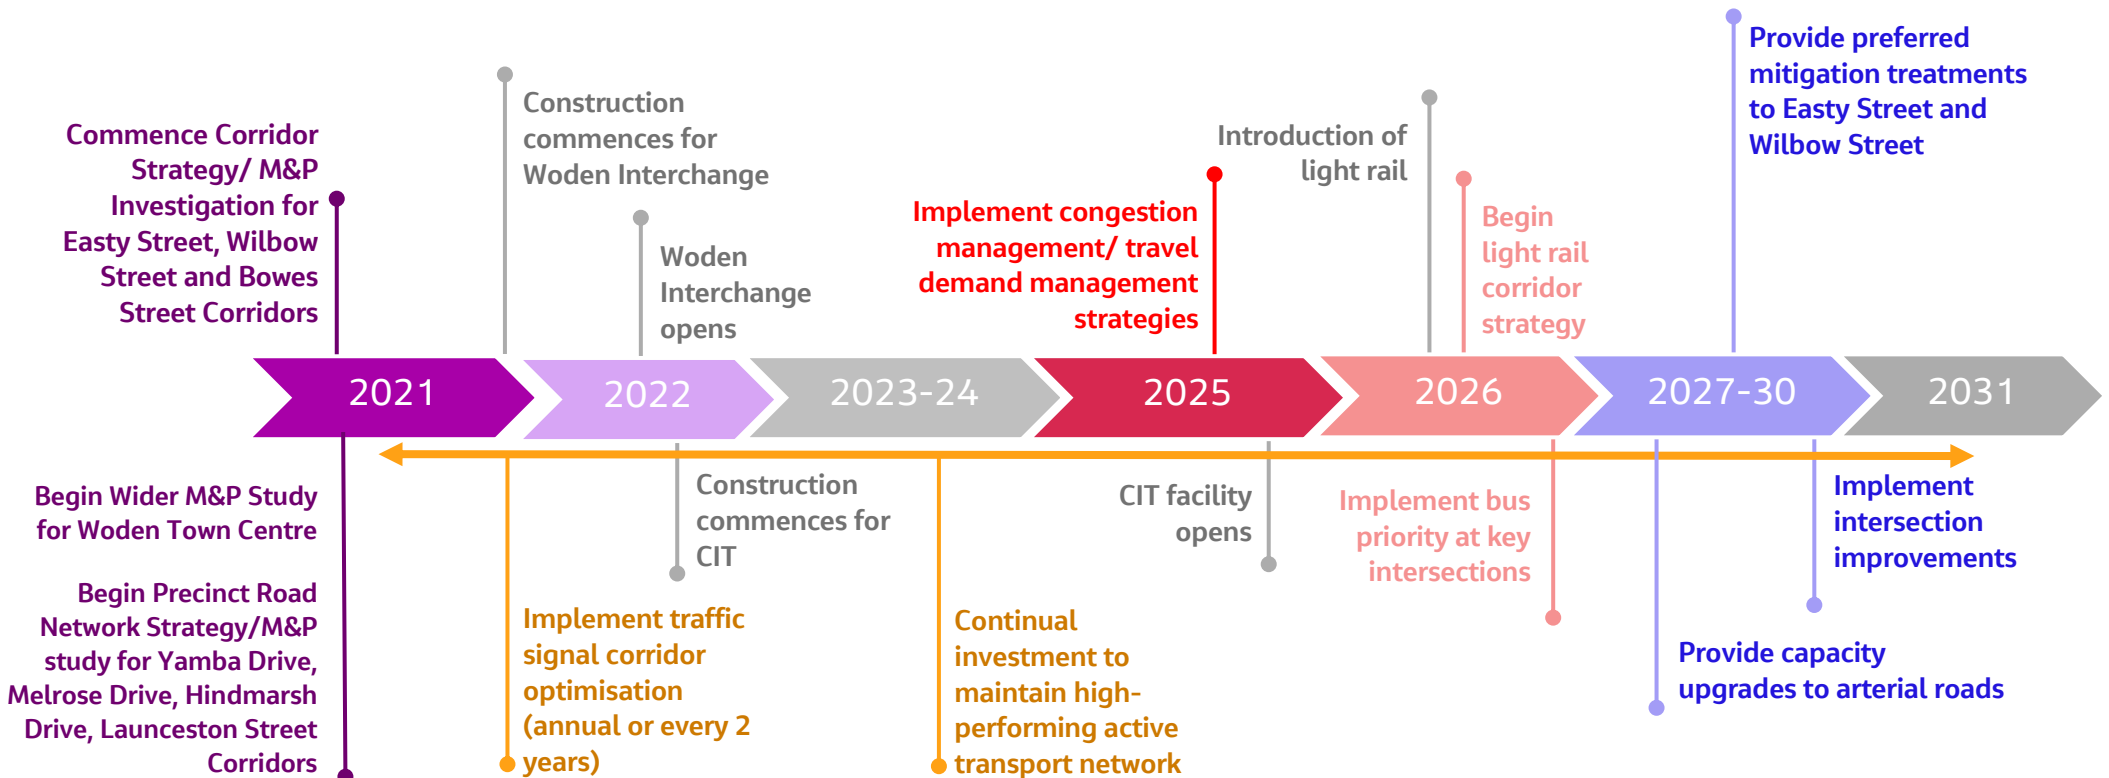 Commence Corridor
Strategy/ M&P
Investigation for
Easty Street, Wilbow
Street and Bowes
Street Corridors
Construction
commences for
Woden Interchange
Woden
Interchange
opens
Implement congestion
management/ travel
demand management
strategies
Introduction of
light rail
Begin
light rail
corridor
strategy
Provide preferred
mitigation treatments
to Easty Street and
Wilbow Street
2021
2022
2023-24
2025
2026
2027-30
2031
Begin Wider M&P Study
for Woden Town Centre
Begin Precinct Road
Network Strategy/M&P
study for Yamba Drive,
Melrose Drive, Hindmarsh
Drive, Launceston Street
Corridors
Implement traffic
signal corridor
optimisation
(annual or every 2
years)
Construction
commences for
CIT
Continual
investment to
maintain high-
performing active
transport network
CIT facility
opens
Implement bus
priority at key
intersections
Provide capacity
upgrades to arterial roads
Implement
intersection
improvements